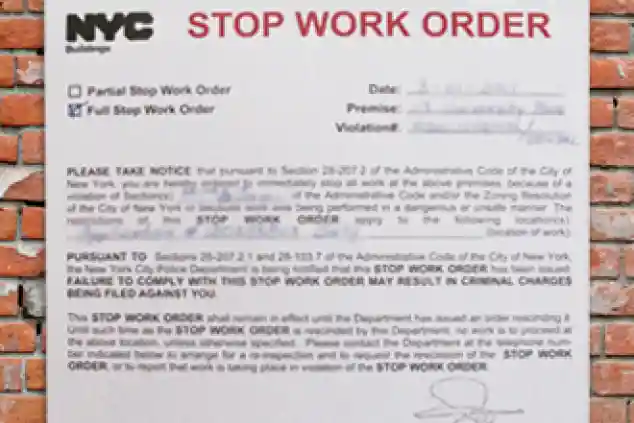 NYC
Buildings
STOP WORK ORDER
Partial Stop Work Order
Full Stop Work Order
Date:
Premise:
Violation#:
PLEASE TAKE NOTICE that pursuant to Section 28-207.2 of the Administrative Code of the City of
New York, you are hereby ordered to immediately stop all work at the above premises, because of a
violation of Section(s) of the Administrative Code and/or the Zoning Resolution
of the City of New York or because work was being performed in a dangerous or unsafe manner. The
restrictions of this STOP WORK ORDER apply to the following location(s):
(location of work).
PURSUANT TO Sections 28-207.2.1 and 28-103.7 of the Administrative Code of the City of New York,
the New York City Police Department is being notified that this STOP WORK ORDER has been issued.
FAILURE TO COMPLY WITH THIS STOP WORK ORDER MAY RESULT IN CRIMINAL CHARGES
BEING FILED AGAINST YOU.
This STOP WORK ORDER shall remain in effect until the Department has issued an order rescinding it.
Until such time as the STOP WORK ORDER is rescinded by this Department, no work is to proceed at
the above location, unless otherwise specified. Please contact the Department at the telephone num-
ber indicated below to arrange for a re-inspection and to request the rescission of the STOP WORK
ORDER, or to report that work is taking place in violation of the STOP WORK ORDER.